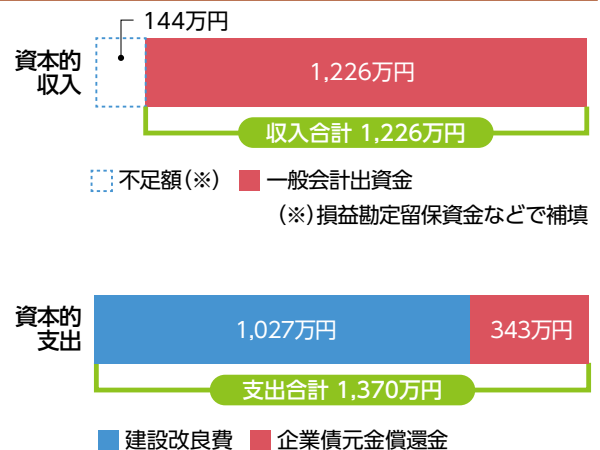 144万円
資本的
収入
1,226万円
収入合計 1,226万円
不足額(※) 一般会計出資金
(※)損益勘定留保資金などで補填
資本的
支出
1,027万円 343万円
支出合計 1,370万円
建設改良費 企業債元金償還金